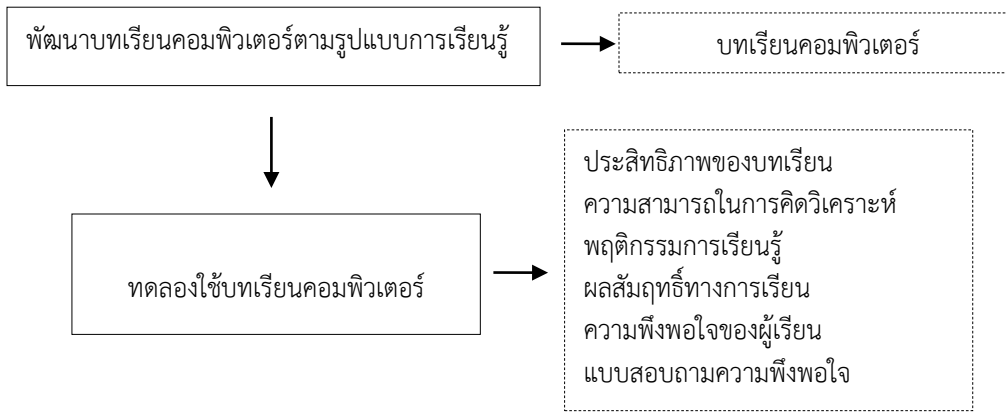 พัฒนาบทเรียนคอมพิวเตอร์ตามรูปแบบการเรียนรู้
บทเรียนคอมพิวเตอร์
ทดลองใช้บทเรียนคอมพิวเตอร์
ประสิทธิภาพของบทเรียน
ความสามารถในการคิดวิเคราะห์
พฤติกรรมการเรียนรู้
ผลสัมฤทธิ์ทางการเรียน
ความพึงพอใจของผู้เรียน
แบบสอบถามความพึงพอใจ